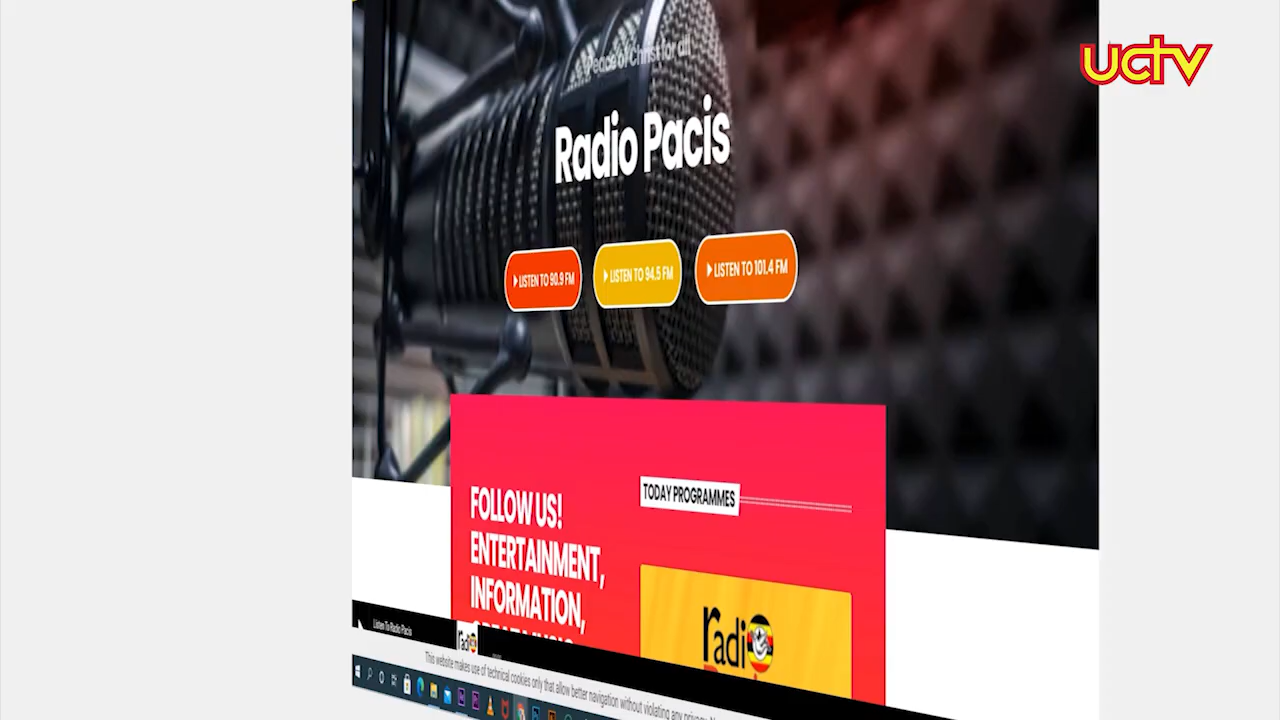 uctv
Peace of Christ for all
Radio Pacis
LISTEN TO 90.9 FM
LISTEN TO 94.5 FM
LISTEN TO 101.4 FM
FOLLOW US!
ENTERTAINMENT,
INFORMATION,
TODAY PROGRAMMES
radio
Listen To Radio Pacis
radio
This website makes use of technical cookies only that allow better navigation without violating any privacy.